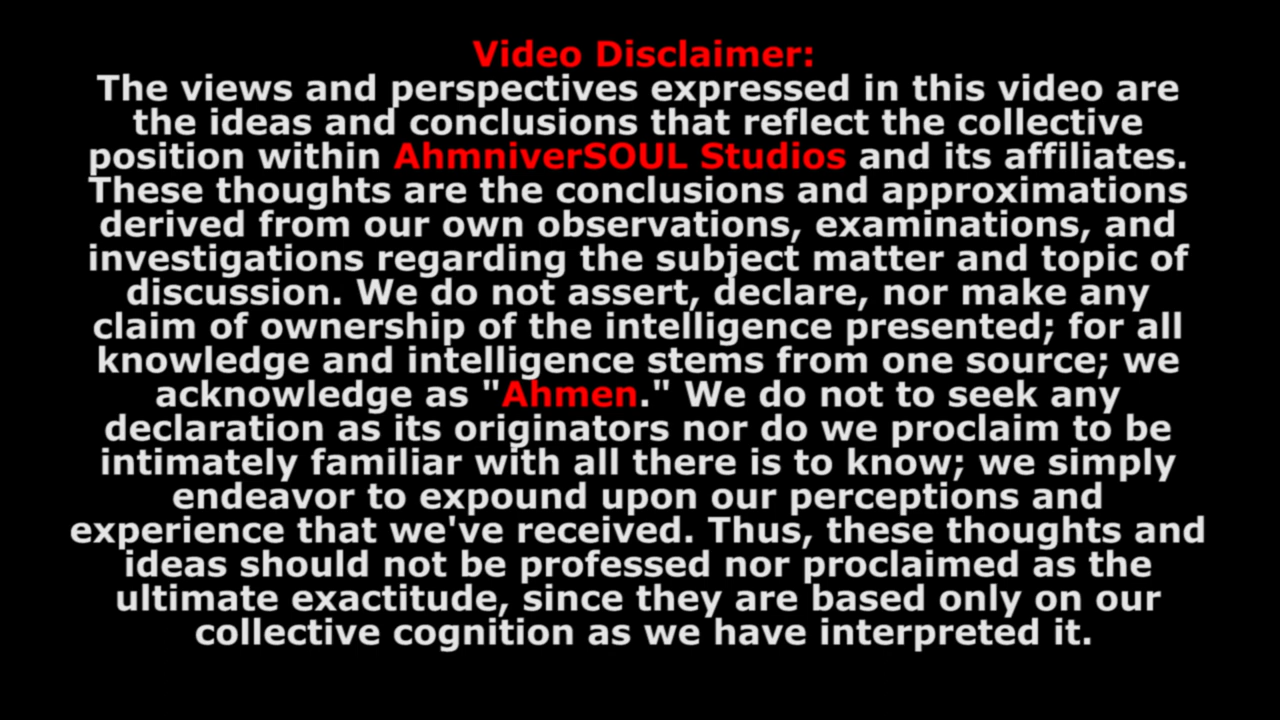 Video Disclaimer:
The views and perspectives expressed in this video are
the ideas and conclusions that reflect the collective
position within AhmniverSOUL Studios and its affiliates.
These thoughts are the conclusions and approximations
derived from our own observations, examinations, and
investigations regarding the subject matter and topic of
discussion. We do not assert, declare, nor make any
claim of ownership of the intelligence presented; for all
knowledge and intelligence stems from one source; we
acknowledge as "Ahmen." We do not to seek any
declaration as its originators nor do we proclaim to be
intimately familiar with all there is to know; we simply
endeavor to expound upon our perceptions and
experience that we've received. Thus, these thoughts and
ideas should not be professed nor proclaimed as the
ultimate exactitude, since they are based only on our
collective cognition as we have interpreted it.